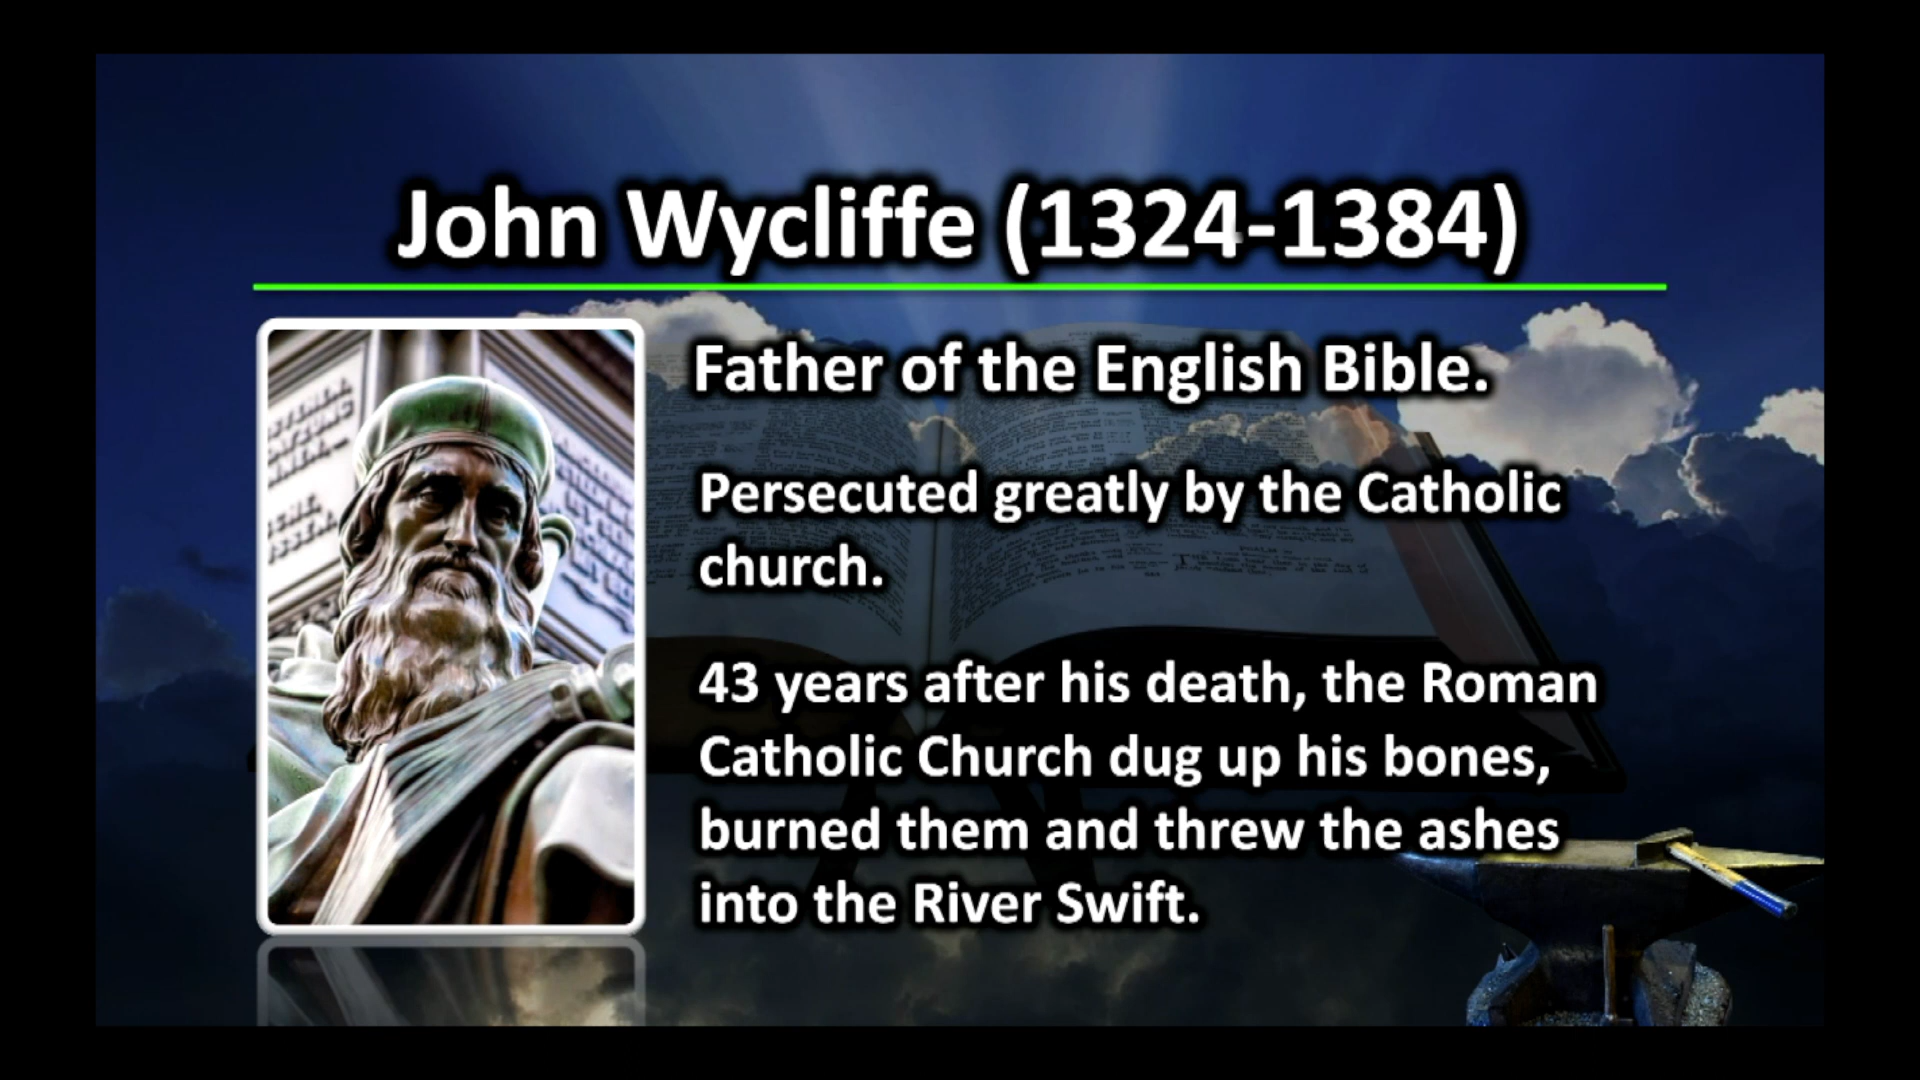 John Wycliffe (1324-1384)
Father of the English Bible.
Persecuted greatly by the Catholic
church.
43 years after his death, the Roman
Catholic Church dug up his bones,
burned them and threw the ashes
into the River Swift.